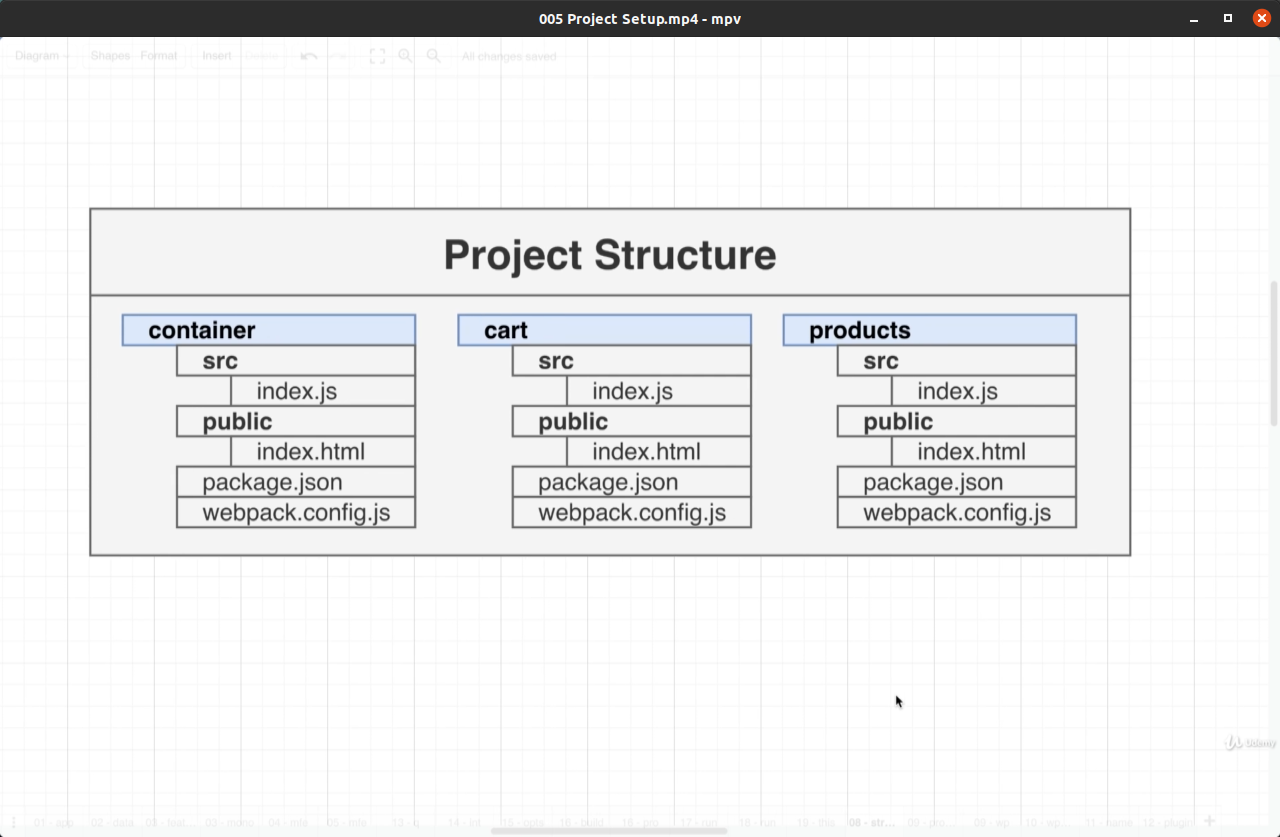 005 Project Setup.mp4 - mpv
Diagram Shapes Format Insert All changes saved
Project Structure
container
src
index.js
public
index.html
package.json
webpack.config.js
cart
src
index.js
public
index.html
package.json
webpack.config.js
products
src
index.js
public
index.html
package.json
webpack.config.js
Udemy
01 - app 02 - data 03 - feat... 03 - mono 04 - mfe 05 - mfe 14 - int 15 - opts 16 - build 16 - pro 17 - run 18 - run 19 - this 08 - str... 09 - pro... 09 - wp 10 - wp... 11 - name 12 - plugin